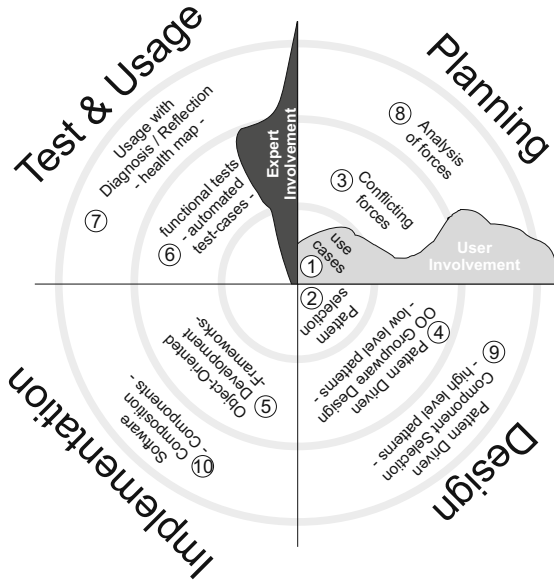 Test & Usage
Planning
Implementation
Design
Expert
Involvement
User
Involvement
1
use
cases
2
Pattern
selection
3
Conflicting
forces
4
Pattern Driven
OO Groupware Design
- low level patterns -
5
Object-Oriented
Development
-Frameworks-
6
functional tests
- automated
test-cases -
7
Usage with
Diagnosis / Reflection
- health map -
8
Analysis
of forces
9
Pattern Driven
Component Selection
- high level patterns -
10
Software
Composition
- Components -